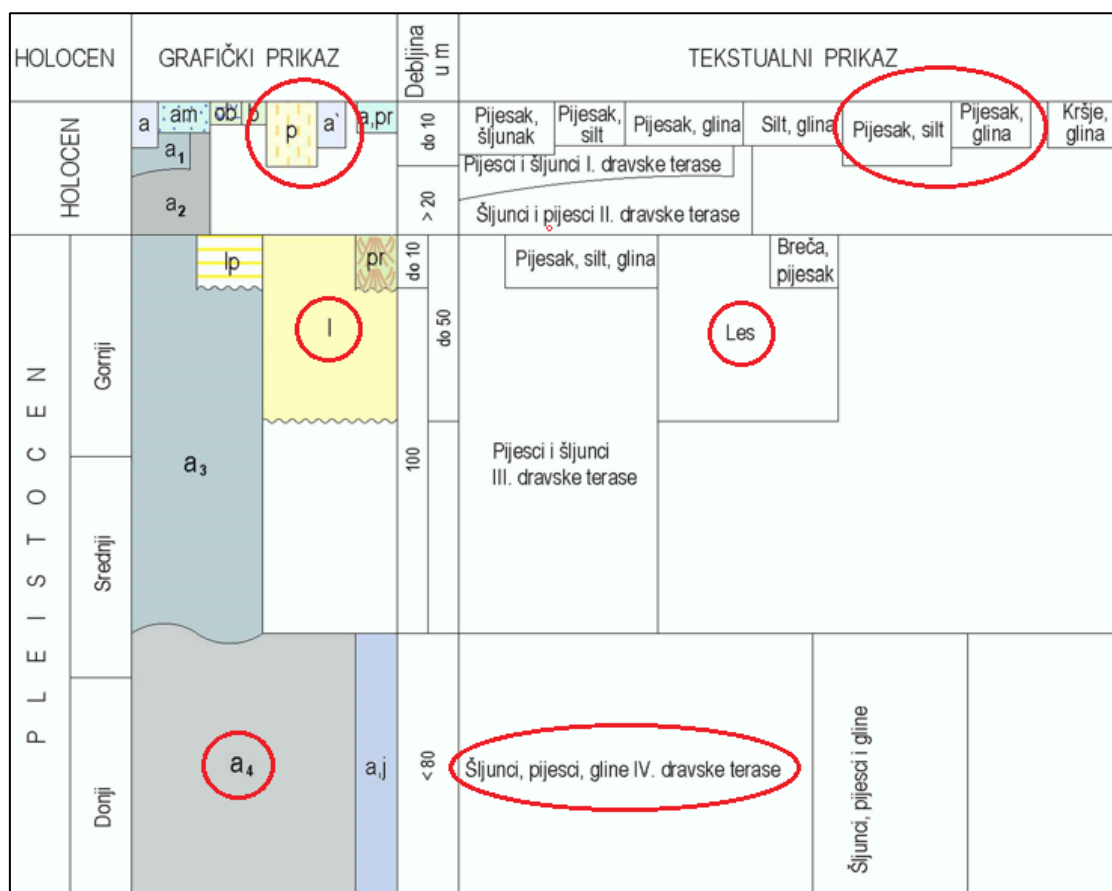 HOLOCEN
GRAFIČKI PRIKAZ
Debljina
u m
TEKSTUALNI PRIKAZ
HOLOCEN
a
am
ob
b
p
a`
a,pr
a₁
a₂
do 10
> 20
Pijesak,
šljunak
Pijesak,
silt
Pijesak, glina
Silt, glina
Pijesak, silt
Pijesak,
glina
Kršje,
glina
Pijesci i šljunci I. dravske terase
Šljunci i pijesci II. dravske terase
PLEISTOCEN
Gornji
Srednji
Donji
lp
pr
l
a₃
do 10
do 50
100
Pijesak, silt, glina
Breča,
pijesak
Les
Pijesci i šljunci
III. dravske terase
a₄
a,j
<80
Šljunci, pijesci, gline IV. dravske terase
Šljunci, pijesci i gline